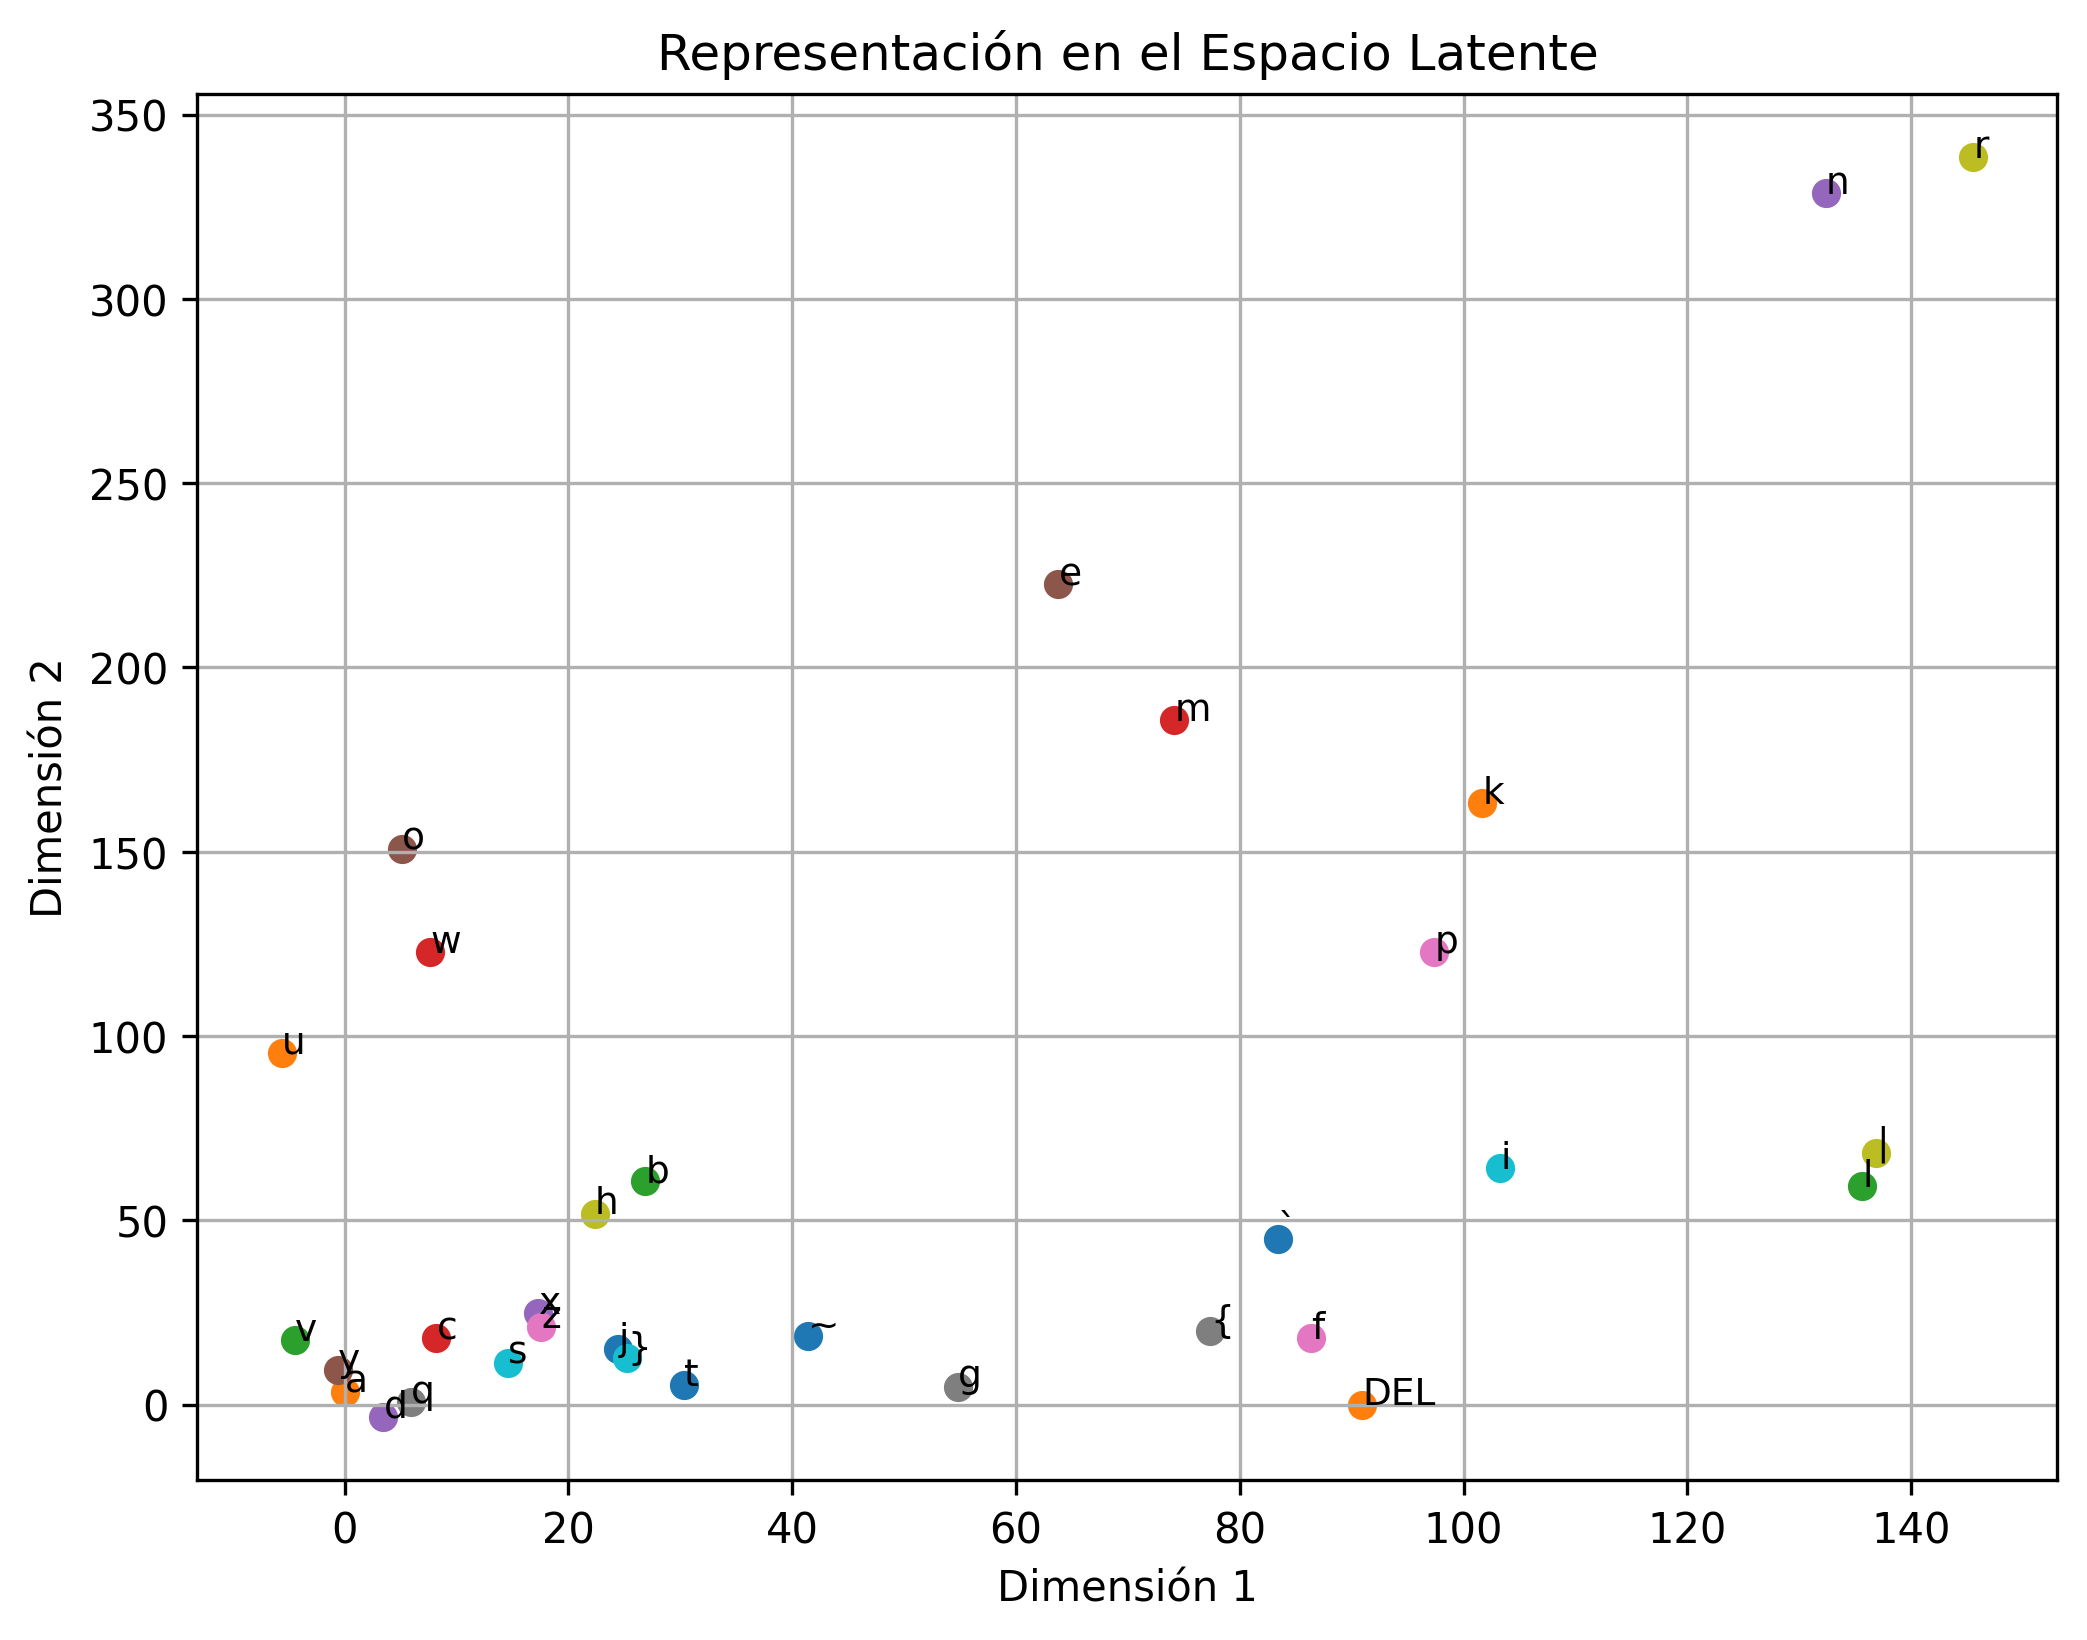 Representación en el Espacio Latente
350
300
250
200
150
100
50
0
Dimensión 2
r
n
e
m
k
o
w
p
u
l
|
i
b
h
`
x
z
{
f
~
c
v
j
}
s
y
t
g
a
q
d
DEL
0
20
40
60
80
100
120
140
Dimensión 1